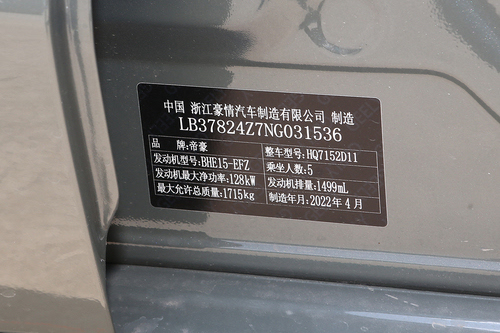 中国 浙江豪情汽车制造有限公司 制造
LB37824Z7NG031536
品 牌:帝豪 整车型号:HQ7152D11
发动机型号:BHE15-EFZ 乘坐人数:5
发动机最大净功率:128kW 发动机排量:1499mL
最大允许总质量:1715kg 制造年月:2022年4月